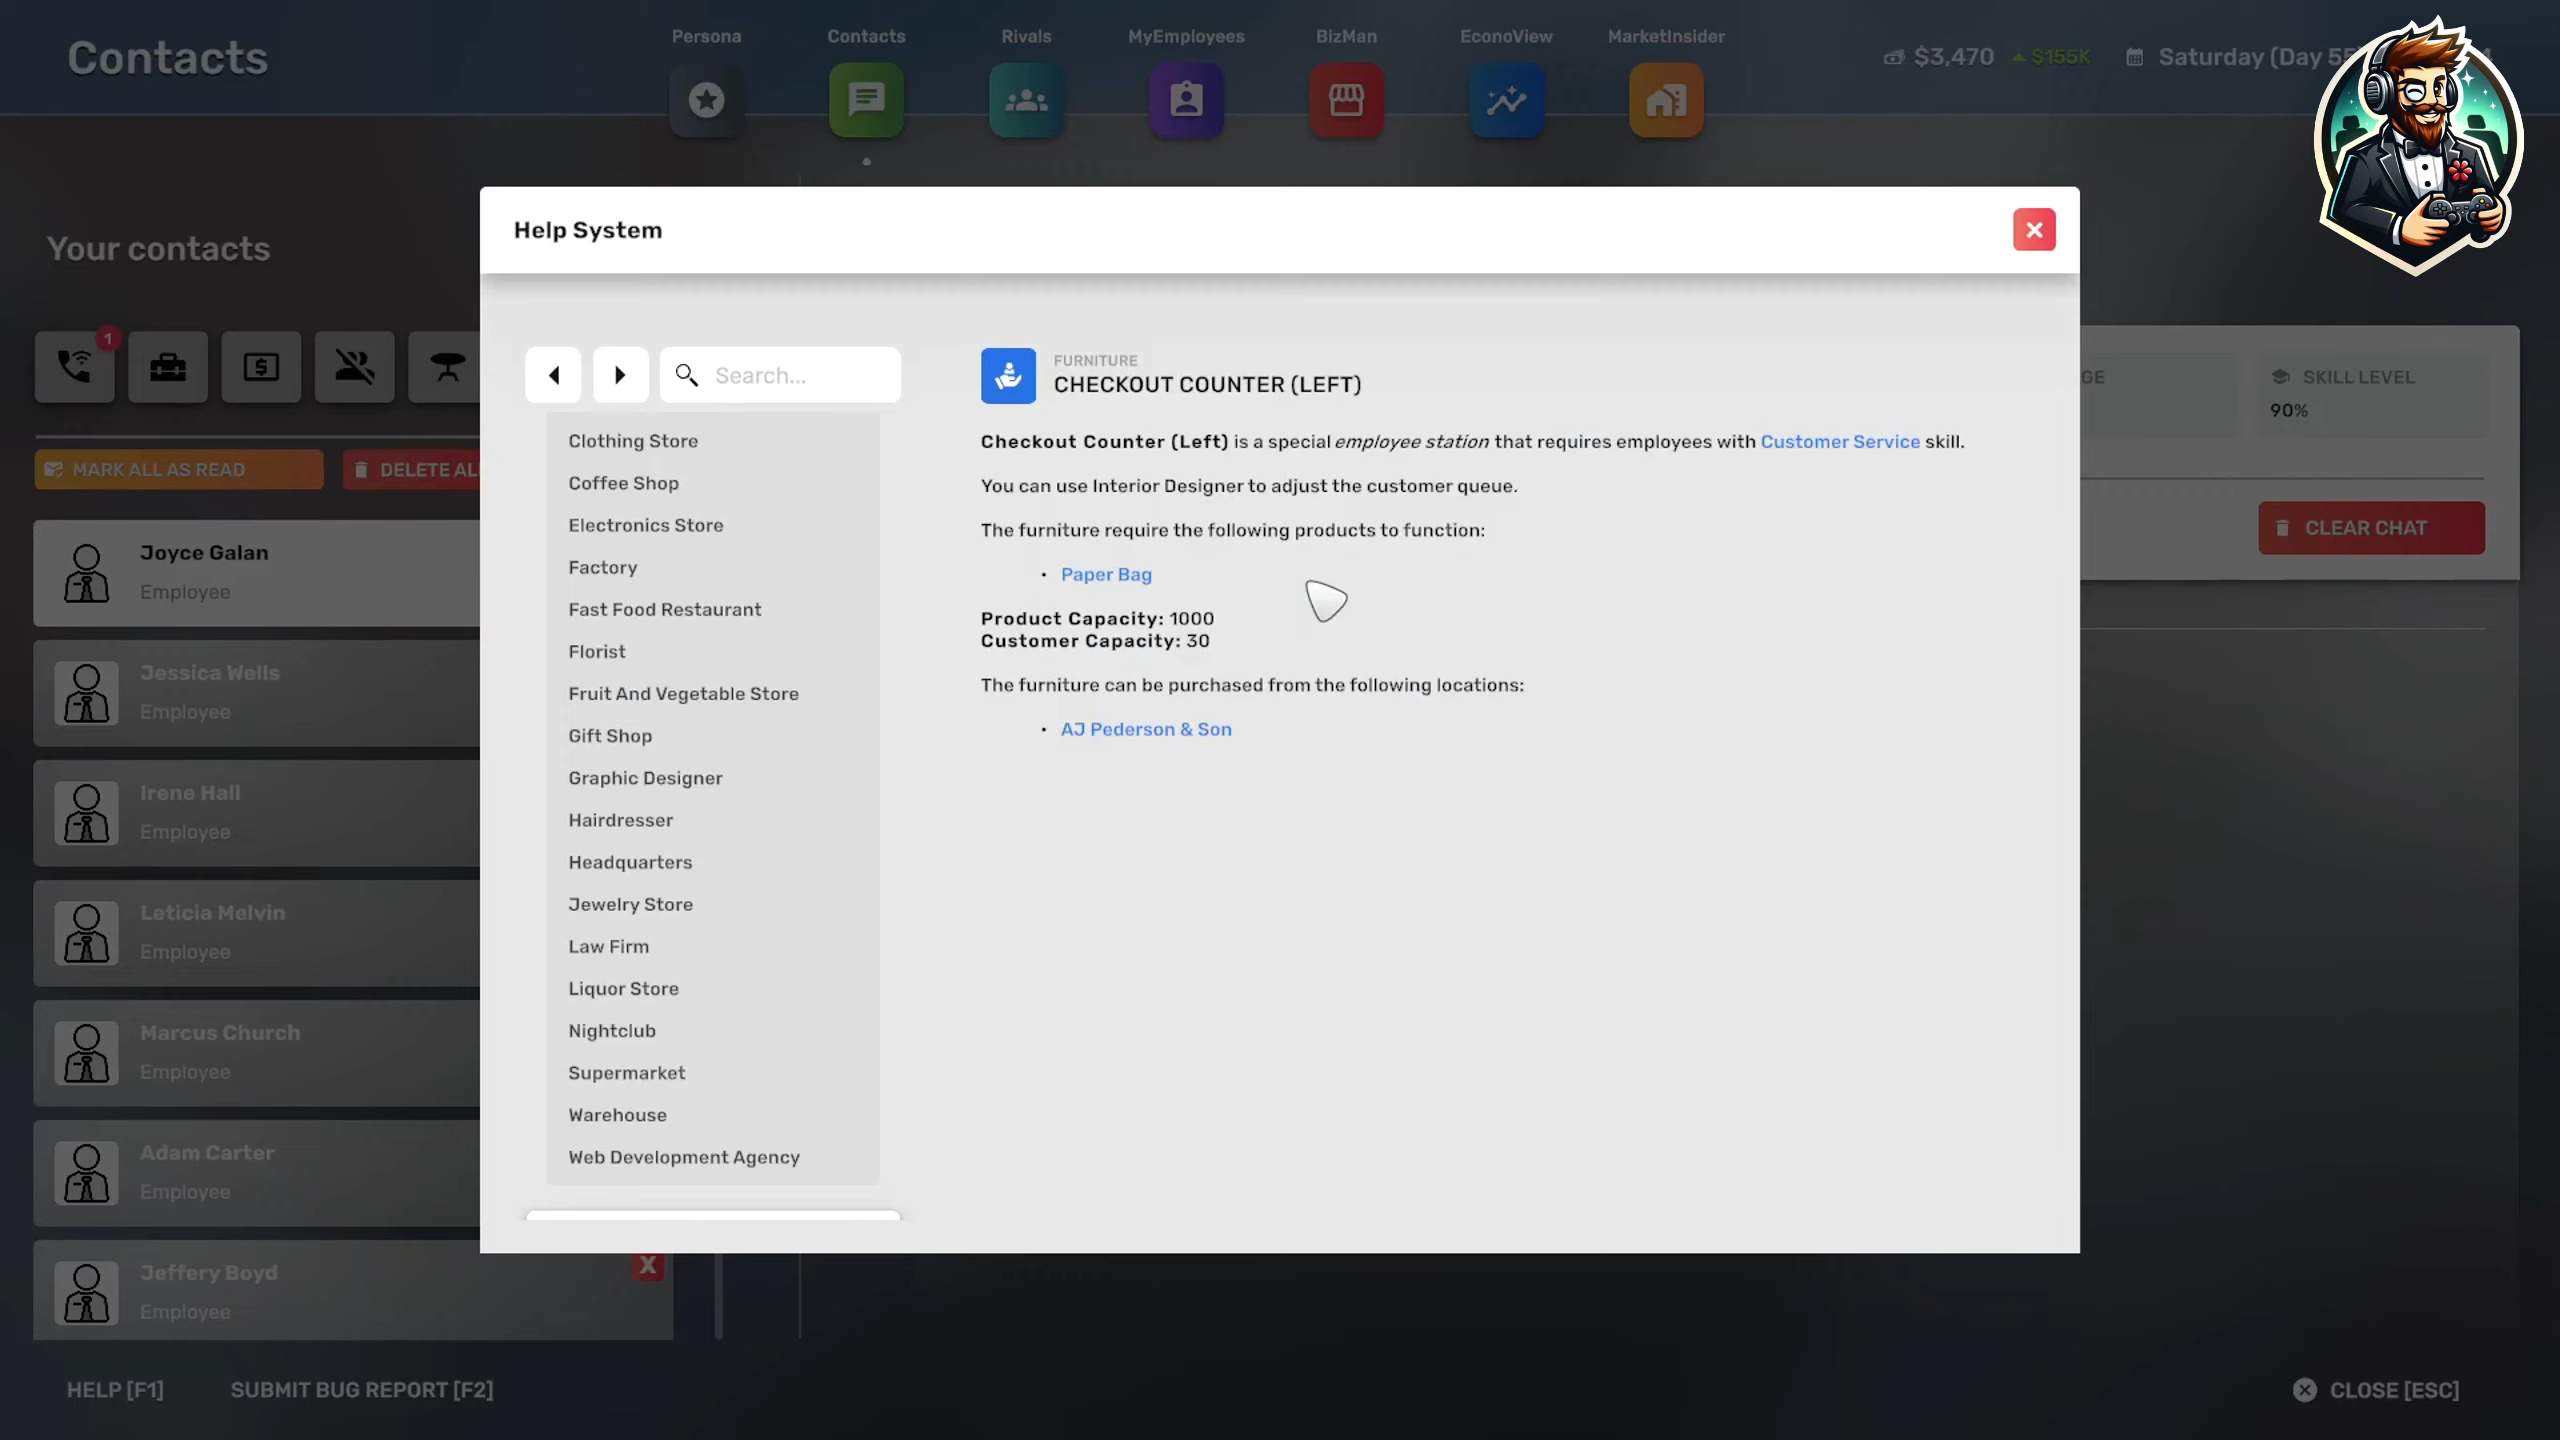 Contacts
Persona
Contacts
Rivals
MyEmployees
BizMan
EconoView
MarketInsider
$3,470
$155K
Saturday (Day 55
Your contacts
1
MARK ALL AS READ
DELETE AL
Joyce Galan
Employee
Jessica Wells
Employee
Irene Hall
Employee
Leticia Melvin
Employee
Marcus Church
Employee
Adam Carter
Employee
Jeffery Boyd
Employee
X
Help System
Search...
Clothing Store
Coffee Shop
Electronics Store
Factory
Fast Food Restaurant
Florist
Fruit And Vegetable Store
Gift Shop
Graphic Designer
Hairdresser
Headquarters
Jewelry Store
Law Firm
Liquor Store
Nightclub
Supermarket
Warehouse
Web Development Agency
FURNITURE
CHECKOUT COUNTER (LEFT)
Checkout Counter (Left) is a special employee station that requires employees with Customer Service skill.
You can use Interior Designer to adjust the customer queue.
The furniture require the following products to function:
• Paper Bag
Product Capacity: 1000
Customer Capacity: 30
The furniture can be purchased from the following locations:
• AJ Pederson & Son
GE
SKILL LEVEL
90%
CLEAR CHAT
HELP [F1]
SUBMIT BUG REPORT [F2]
CLOSE [ESC]